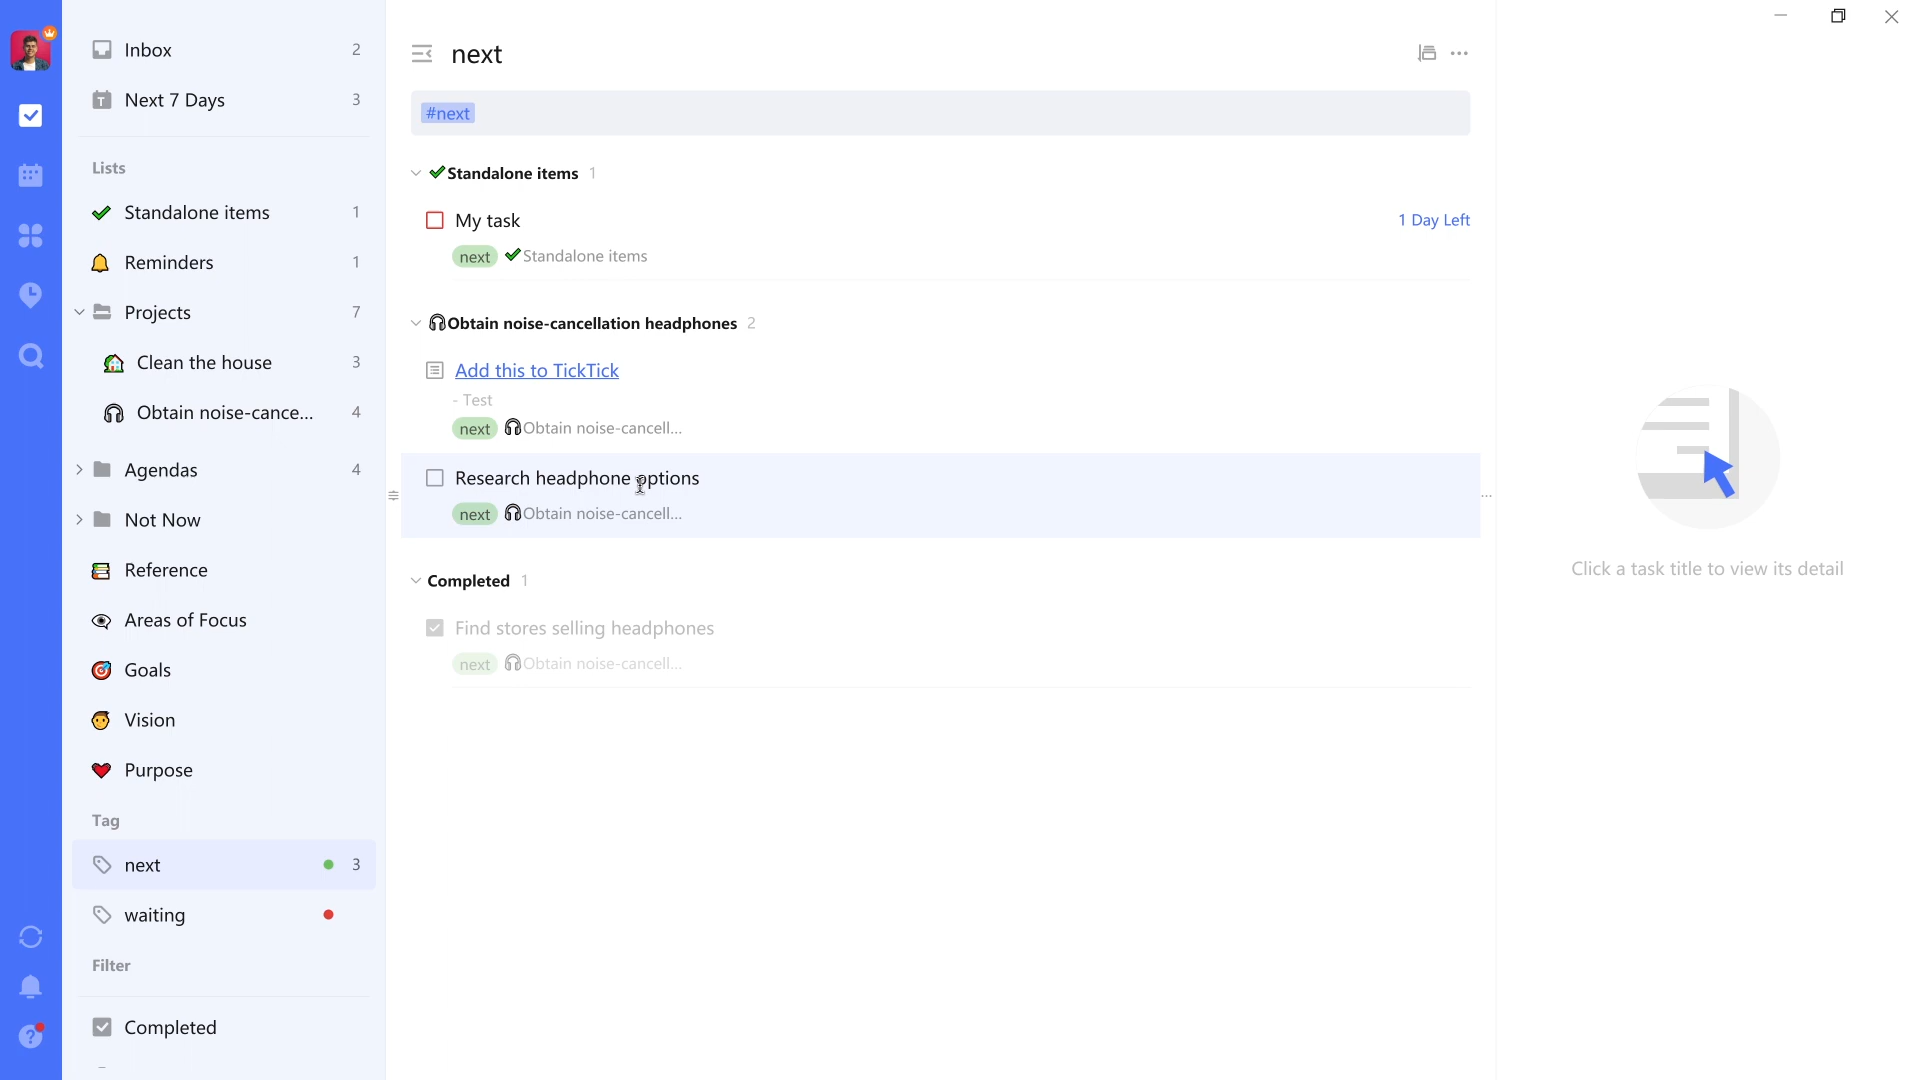 Inbox 2
Next 7 Days 3
Lists
Standalone items 1
Reminders 1
Projects 7
Clean the house 3
Obtain noise-cance... 4
Agendas 4
Not Now
Reference
Areas of Focus
Goals
Vision
Purpose
Tag
next 3
waiting
Filter
Completed
next
#next
Standalone items 1
My task 1 Day Left
next Standalone items
Obtain noise-cancellation headphones 2
Add this to TickTick
- Test
next Obtain noise-cancell...
Research headphone options
next Obtain noise-cancell...
Completed 1
Find stores selling headphones
next Obtain noise-cancell...
Click a task title to view its detail